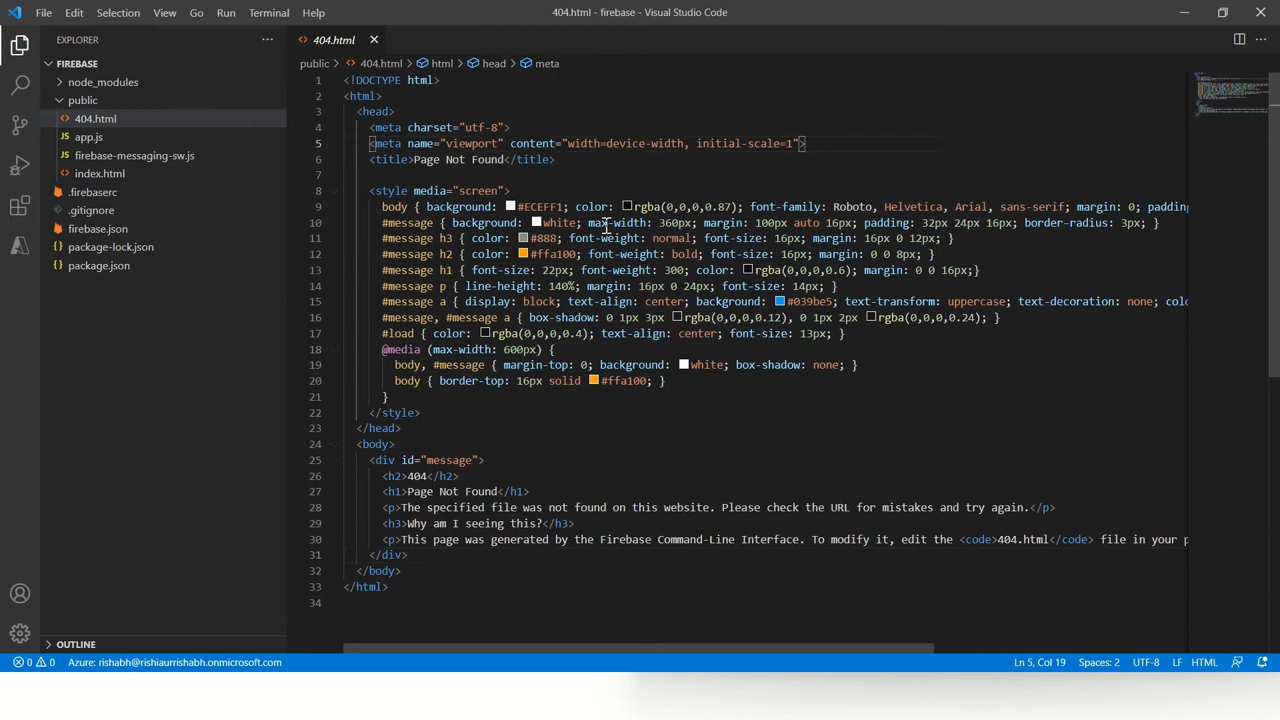 File Edit Selection View Go Run Terminal Help
404.html - firebase - Visual Studio Code
EXPLORER
FIREBASE
node_modules
public
404.html
app.js
firebase-messaging-sw.js
index.html
.firebaserc
.gitignore
firebase.json
package-lock.json
package.json
OUTLINE
404.html
public > 404.html > html > head > meta
1 <!DOCTYPE html>
2 <html>
3 <head>
4 <meta charset="utf-8">
5 <meta name="viewport" content="width=device-width, initial-scale=1">
6 <title>Page Not Found</title>
7
8 <style media="screen">
9 body { background: #ECEFF1; color: rgba(0,0,0,0.87); font-family: Roboto, Helvetica, Arial, sans-serif; margin: 0; padding
10 #message { background: white; max-width: 360px; margin: 100px auto 16px; padding: 32px 24px 16px; border-radius: 3px; }
11 #message h3 { color: #888; font-weight: normal; font-size: 16px; margin: 16px 0 12px; }
12 #message h2 { color: #ffa100; font-weight: bold; font-size: 16px; margin: 0 0 8px; }
13 #message h1 { font-size: 22px; font-weight: 300; color: rgba(0,0,0,0.6); margin: 0 0 16px;}
14 #message p { line-height: 140%; margin: 16px 0 24px; font-size: 14px; }
15 #message a { display: block; text-align: center; background: #039be5; text-transform: uppercase; text-decoration: none; colo
16 #message, #message a { box-shadow: 0 1px 3px rgba(0,0,0,0.12), 0 1px 2px rgba(0,0,0,0.24); }
17 #load { color: rgba(0,0,0,0.4); text-align: center; font-size: 13px; }
18 @media (max-width: 600px) {
19 body, #message { margin-top: 0; background: white; box-shadow: none; }
20 body { border-top: 16px solid #ffa100; }
21 }
22 </style>
23 </head>
24 <body>
25 <div id="message">
26 <h2>404</h2>
27 <h1>Page Not Found</h1>
28 <p>The specified file was not found on this website. Please check the URL for mistakes and try again.</p>
29 <h3>Why am I seeing this?</h3>
30 <p>This page was generated by the Firebase Command-Line Interface. To modify it, edit the <code>404.html</code> file in your p
31 </div>
32 </body>
33 </html>
34
0 0 Azure: rishabh@rishiaurrishabh.onmicrosoft.com
Ln 5, Col 19 Spaces: 2 UTF-8 LF HTML